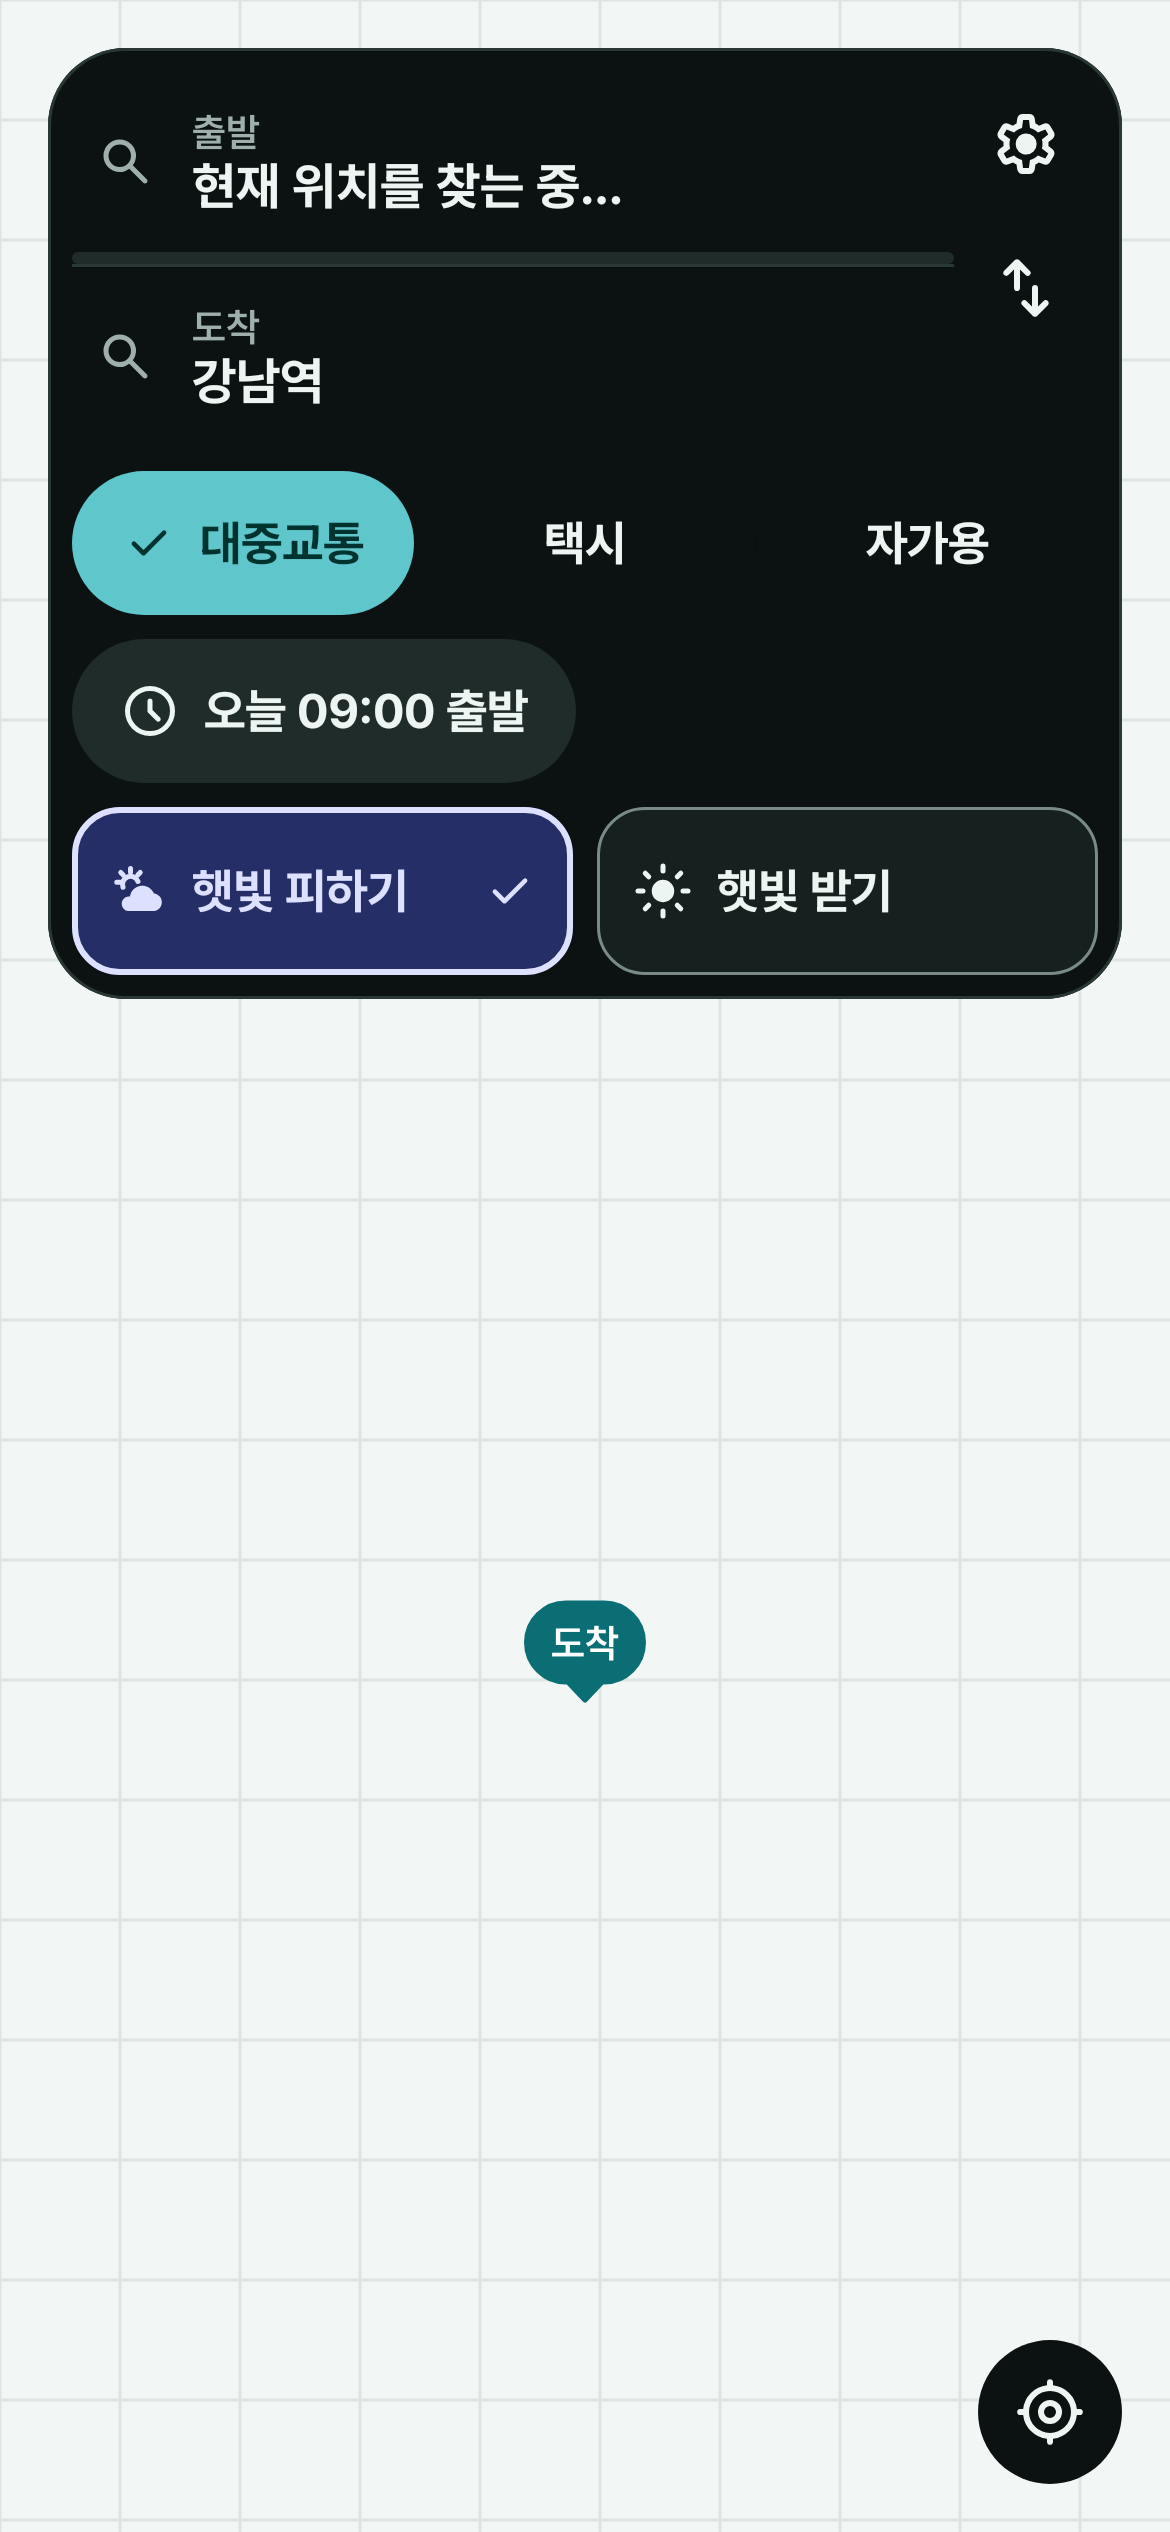 출발
현재 위치를 찾는 중...
도착
강남역
대중교통
택시
자가용
오늘 09:00 출발
햇빛 피하기
햇빛 받기
도착